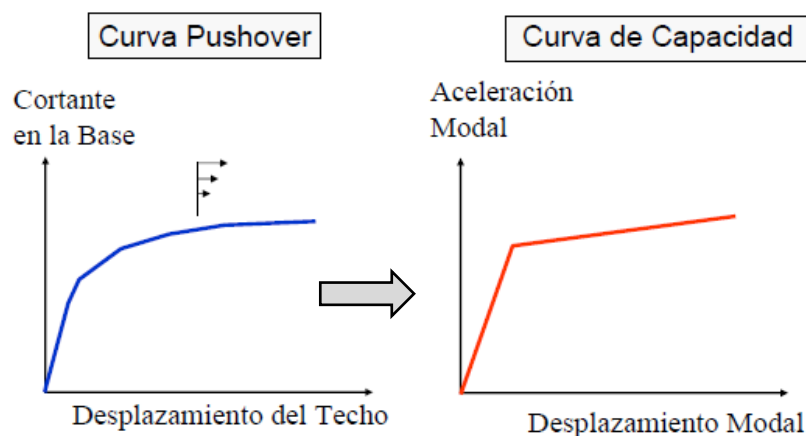 Curva Pushover
Cortante
en la Base
Desplazamiento del Techo
Curva de Capacidad
Aceleración
Modal
Desplazamiento Modal